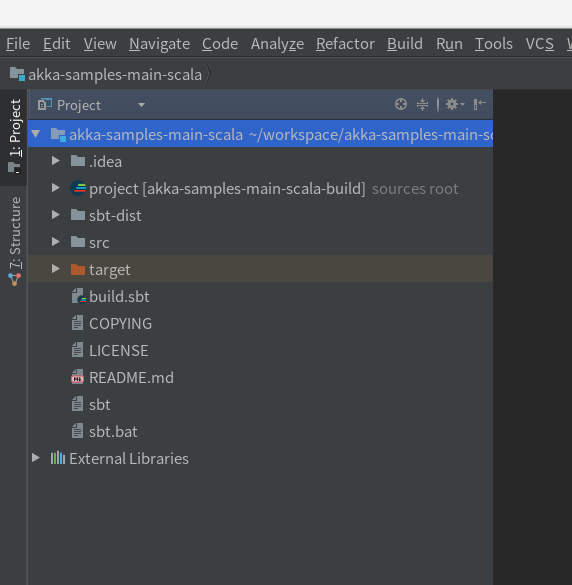 File Edit View Navigate Code Analyze Refactor Build Run Tools VCS
akka-samples-main-scala
1: Project
7: Structure
Project
akka-samples-main-scala ~/workspace/akka-samples-main-sc
.idea
project [akka-samples-main-scala-build] sources root
sbt-dist
src
target
build.sbt
COPYING
LICENSE
README.md
sbt
sbt.bat
External Libraries